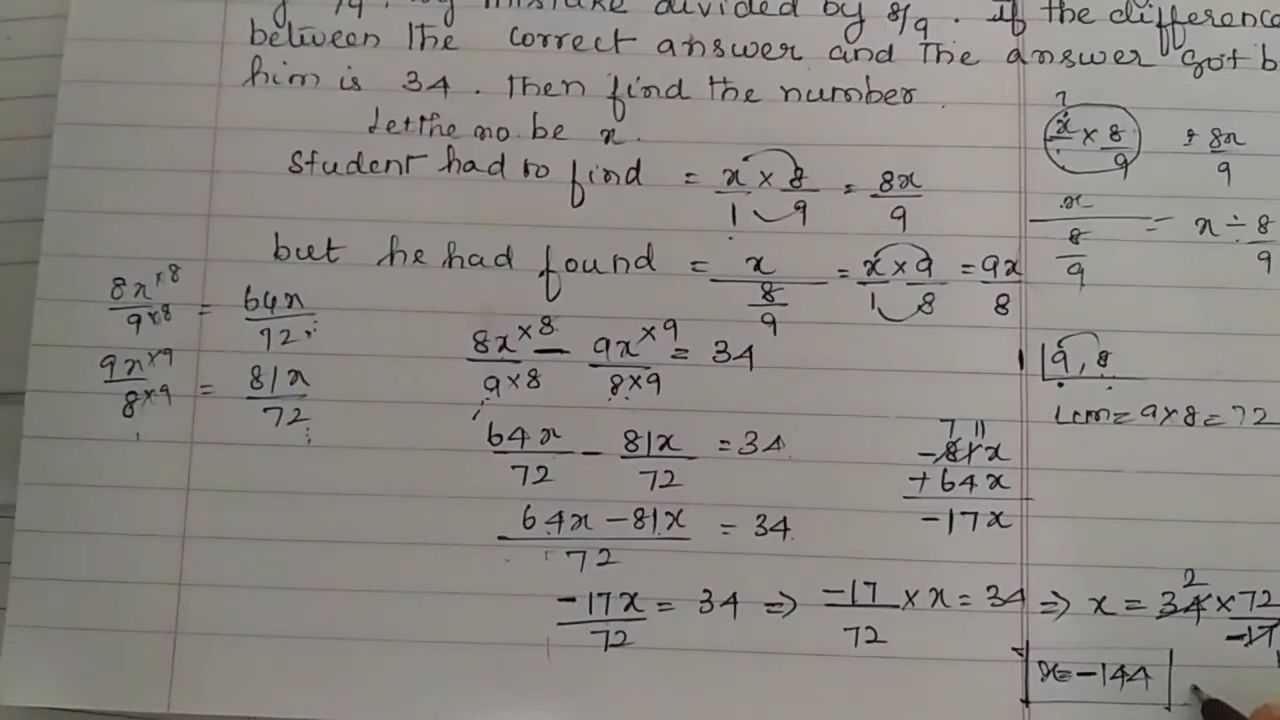 mistake divided by 8/9. If the difference
between the correct answer and the answer got b
him is 34. Then find the number.
Let the no. be x.
Student had to find = x/1 × 8/9 = 8x/9
but he had found = x/(8/9) = x/1 × 9/8 = 9x/8
8x×8/9×8 = 64x/72
9x×9/8×9 = 81x/72
8x×8/9×8 - 9x×9/8×9 = 34
64x/72 - 81x/72 = 34
64x-81x/72 = 34
-17x/72 = 34 ⇒ -17/72 × x = 34 ⇒ x = 34 × 72/-17
2
x=-144
x/1 × 8/9 = 8x/9
x/(8/9) = x ÷ 8/9
1 9, 8
Lcm=9×8=72
7 11
-81x
+64x
-17x